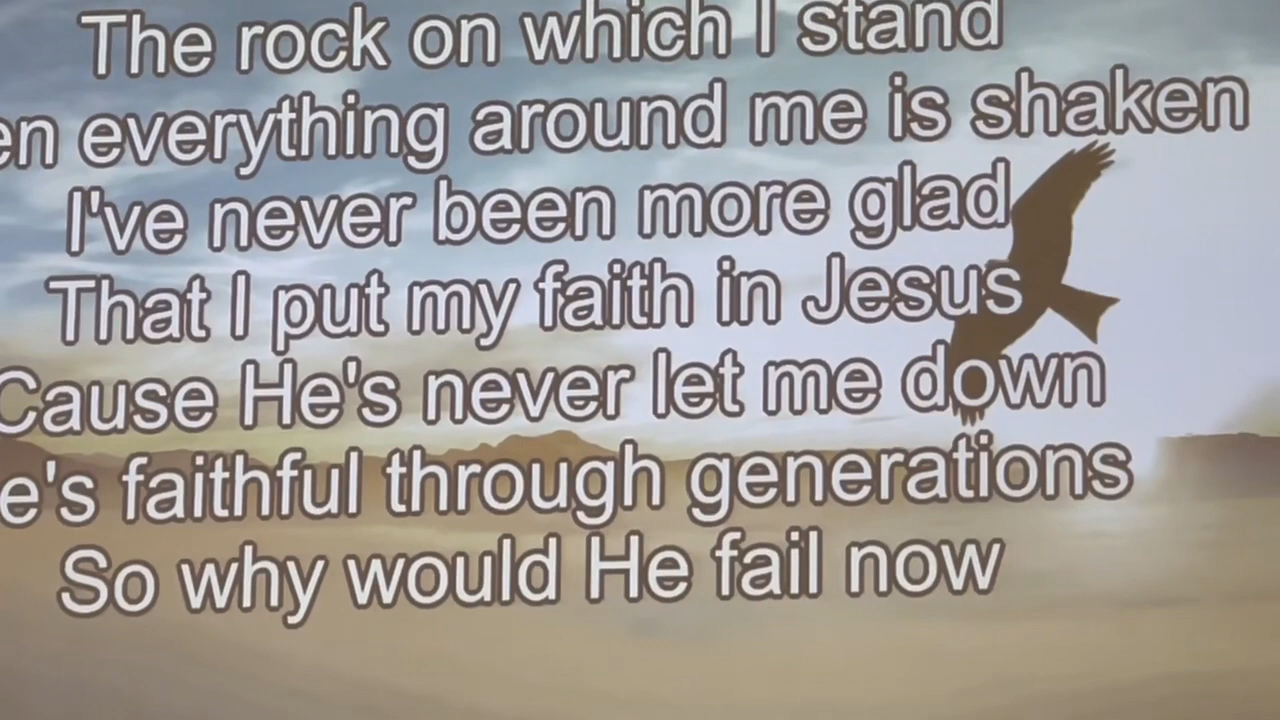 The rock on which I stand
en everything around me is shaken
I've never been more glad
That I put my faith in Jesus
Cause He's never let me down
e's faithful through generations
So why would He fail now